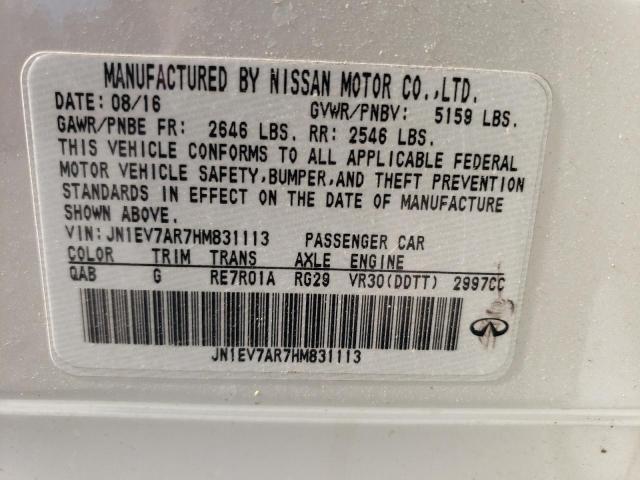 MANUFACTURED BY NISSAN MOTOR CO.,LTD.
DATE: 08/16 GVWR/PNBV: 5159 LBS.
GAWR/PNBE FR: 2646 LBS. RR: 2546 LBS.
THIS VEHICLE CONFORMS TO ALL APPLICABLE FEDERAL
MOTOR VEHICLE SAFETY,BUMPER,AND THEFT PREVENTION
STANDARDS IN EFFECT ON THE DATE OF MANUFACTURE
SHOWN ABOVE.
VIN: JN1EV7AR7HM831113 PASSENGER CAR
COLOR TRIM TRANS AXLE ENGINE
QAB G RE7R01A RG29 VR30(DDTT) 2997CC
JN1EV7AR7HM831113